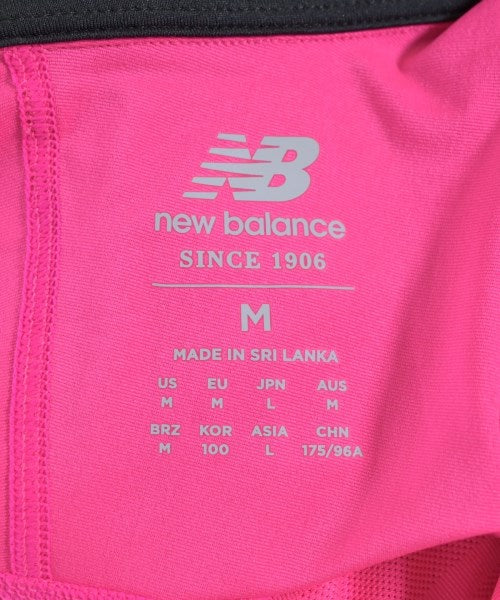 NB
new balance
SINCE 1906
M
MADE IN SRI LANKA
US EU JPN AUS
M M L M
BRZ KOR ASIA CHN
M 100 L 175/96A